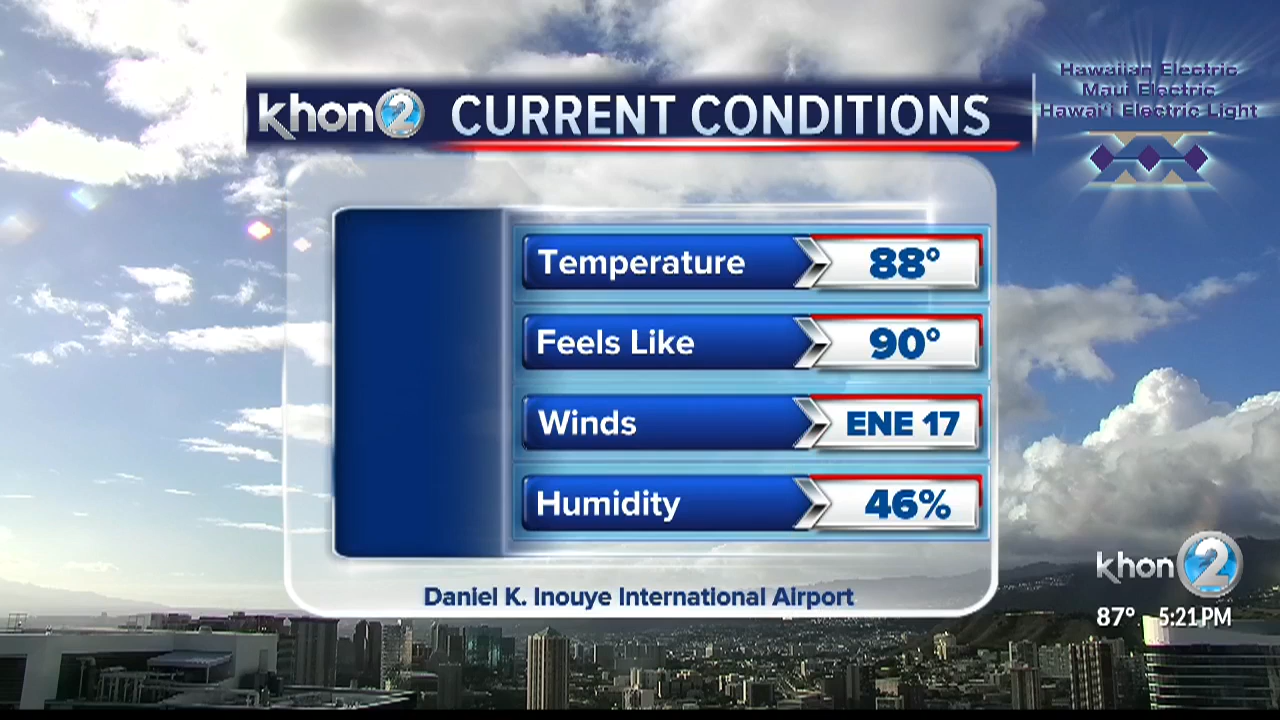 khon2 CURRENT CONDITIONS
Hawaiian Electric
Maui Electric
Hawai'i Electric Light
Temperature 88°
Feels Like 90°
Winds ENE 17
Humidity 46%
Daniel K. Inouye International Airport
khon2
87° 5:21 PM